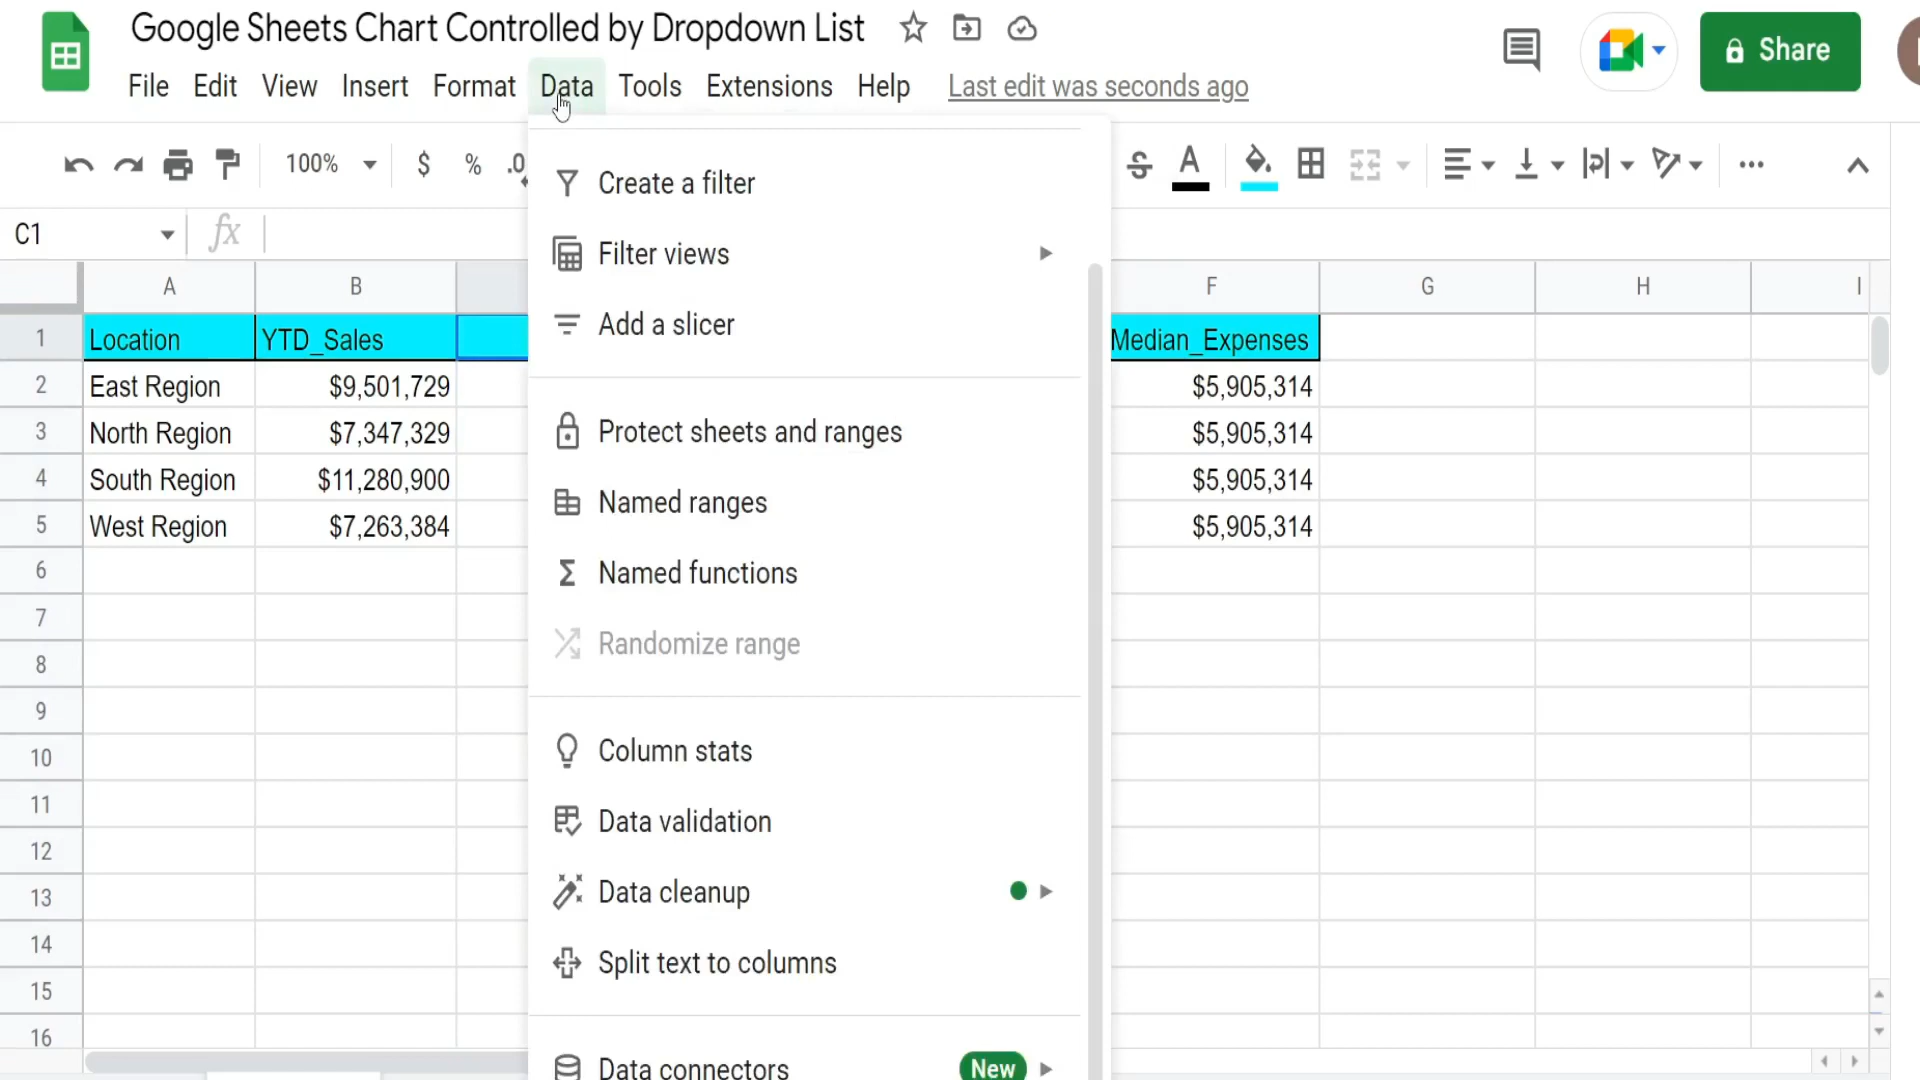 Google Sheets Chart Controlled by Dropdown List
File Edit View Insert Format Data Tools Extensions Help Last edit was seconds ago
Share
100% $ % .0
C1 fx
A B F G H I
1 Location YTD_Sales Median_Expenses
2 East Region $9,501,729 $5,905,314
3 North Region $7,347,329 $5,905,314
4 South Region $11,280,900 $5,905,314
5 West Region $7,263,384 $5,905,314
6
7
8
9
10
11
12
13
14
15
16
Create a filter
Filter views
Add a slicer
Protect sheets and ranges
Named ranges
Named functions
Randomize range
Column stats
Data validation
Data cleanup
Split text to columns
Data connectors New